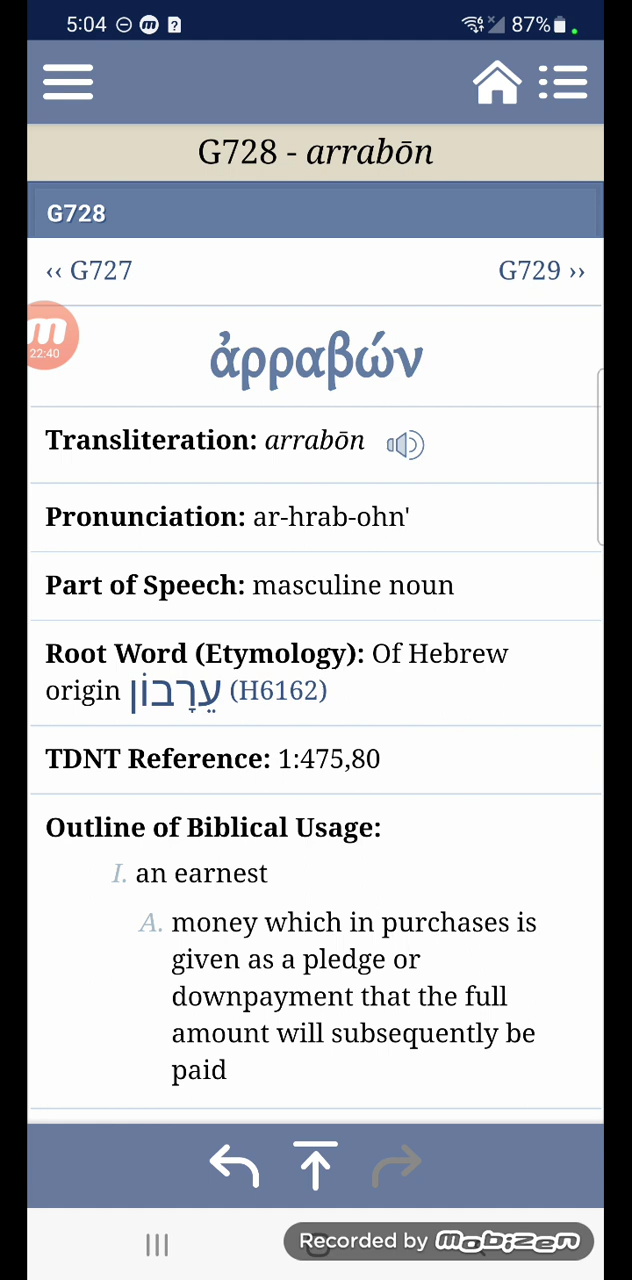 5:04 87%
G728 - arrabōn
G728
‹‹ G727 G729 ››
22:40
ἀρραβών
Transliteration: arrabōn
Pronunciation: ar-hrab-ohn'
Part of Speech: masculine noun
Root Word (Etymology): Of Hebrew
origin עֵרָבוֹן (H6162)
TDNT Reference: 1:475,80
Outline of Biblical Usage:
I. an earnest
A. money which in purchases is
given as a pledge or
downpayment that the full
amount will subsequently be
paid
Recorded by mobizen